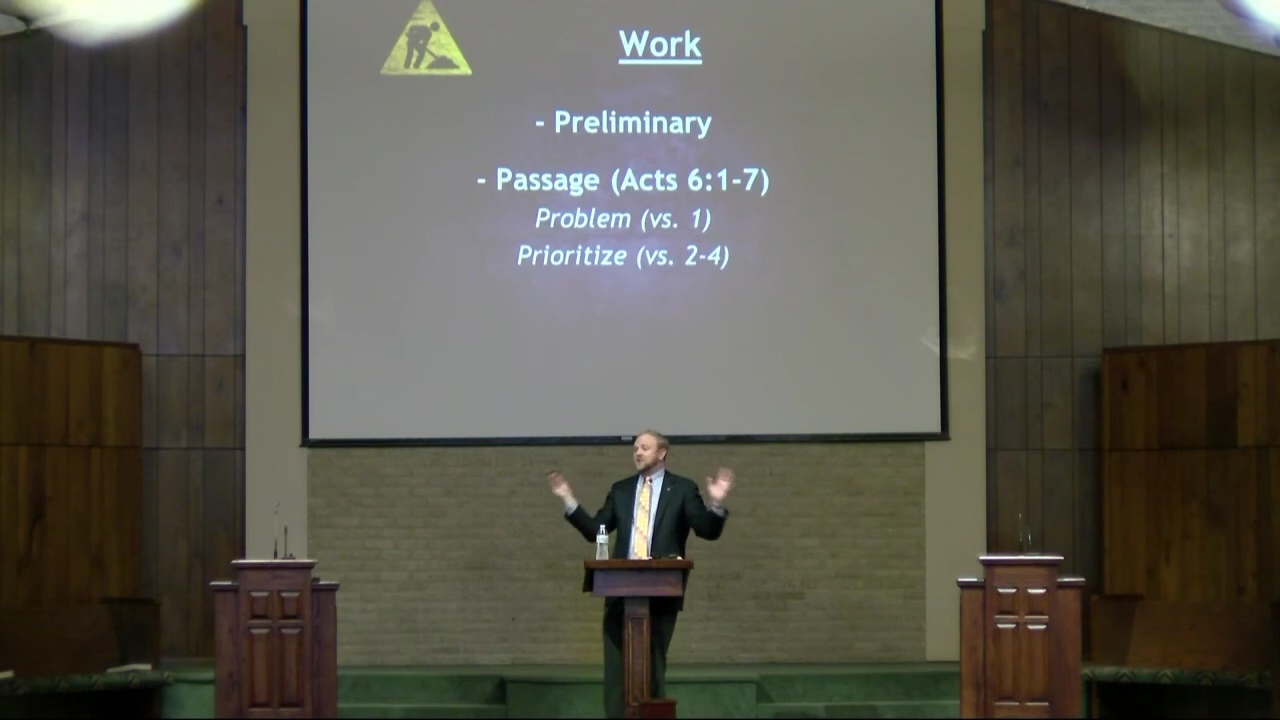 Work
- Preliminary
- Passage (Acts 6:1-7)
Problem (vs. 1)
Prioritize (vs. 2-4)